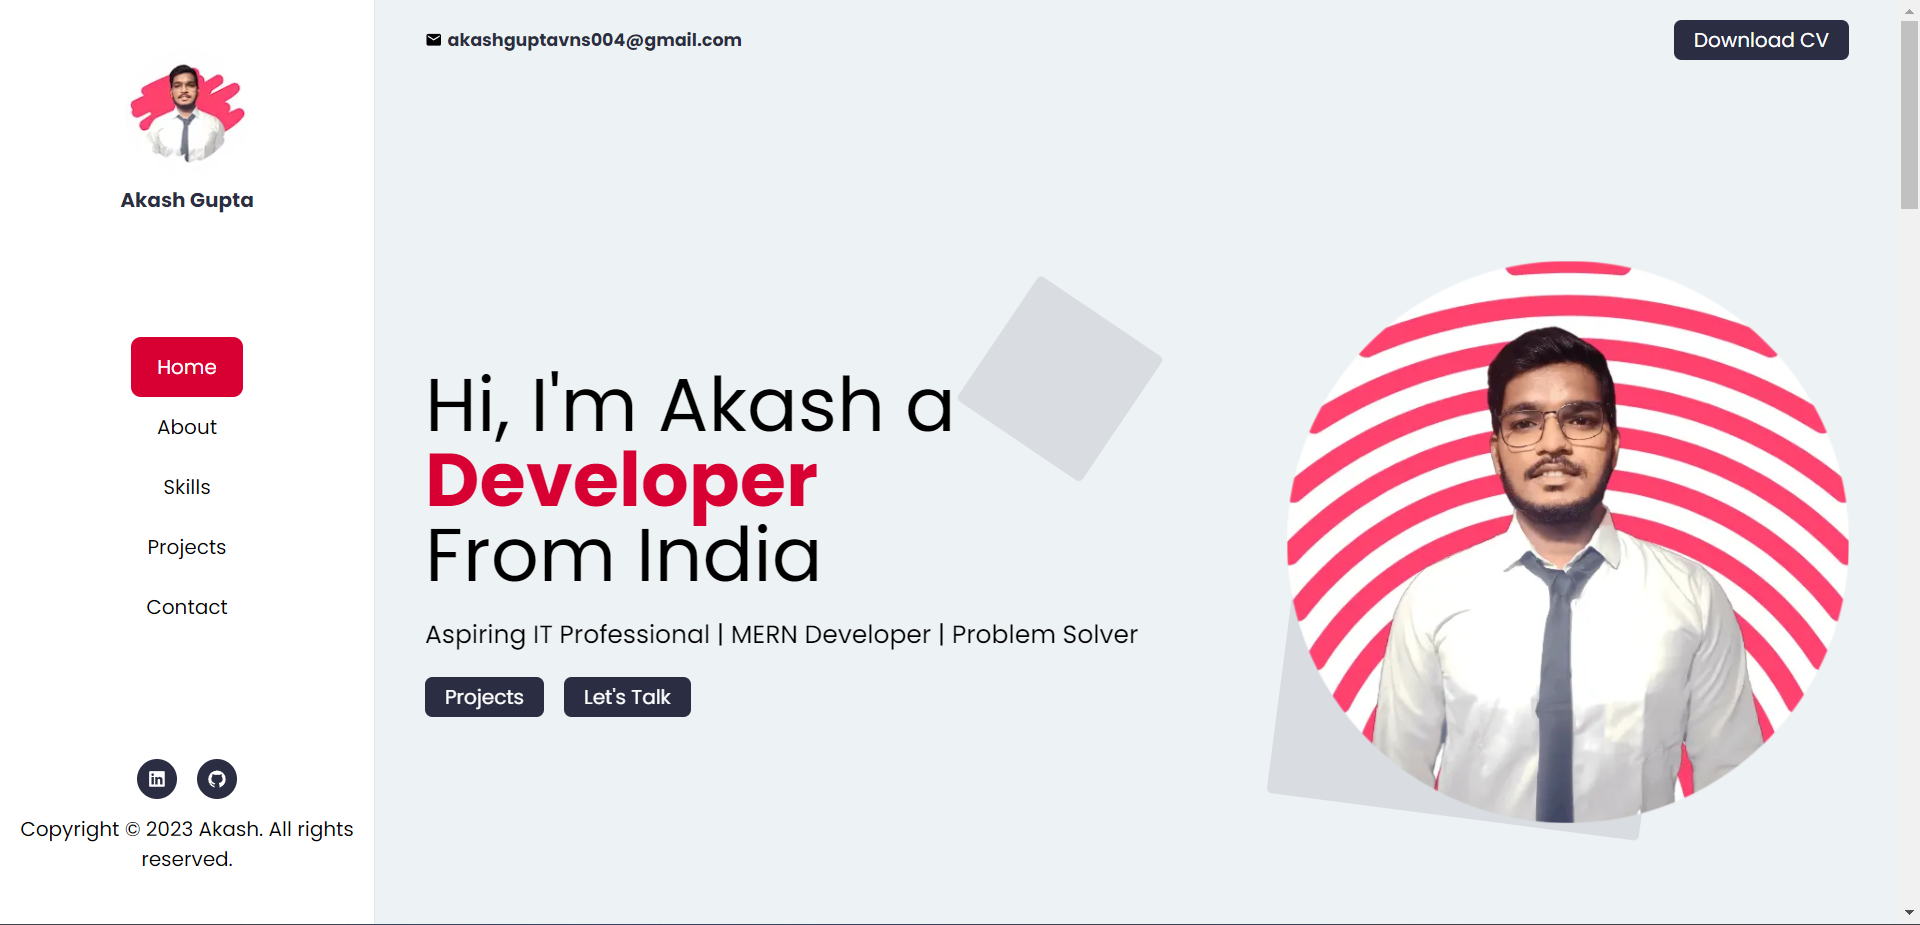 Akash Gupta
Home
About
Skills
Projects
Contact
Copyright © 2023 Akash. All rights
reserved.
akashguptavns004@gmail.com
Download CV
Hi, I'm Akash a
Developer
From India
Aspiring IT Professional | MERN Developer | Problem Solver
Projects
Let's Talk